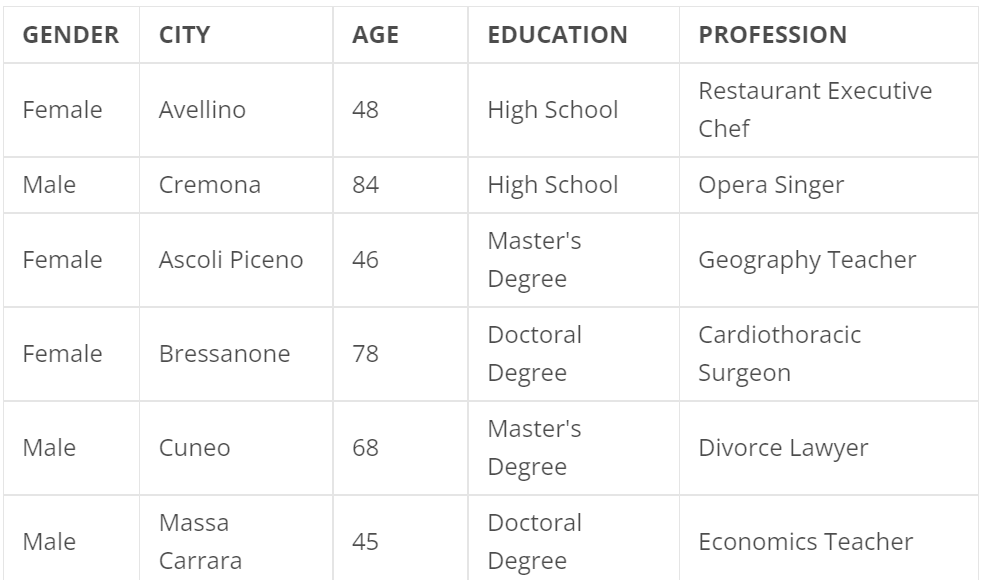 GENDER CITY AGE EDUCATION PROFESSION
Female Avellino 48 High School Restaurant Executive Chef
Male Cremona 84 High School Opera Singer
Female Ascoli Piceno 46 Master's Degree Geography Teacher
Female Bressanone 78 Doctoral Degree Cardiothoracic Surgeon
Male Cuneo 68 Master's Degree Divorce Lawyer
Male Massa Carrara 45 Doctoral Degree Economics Teacher